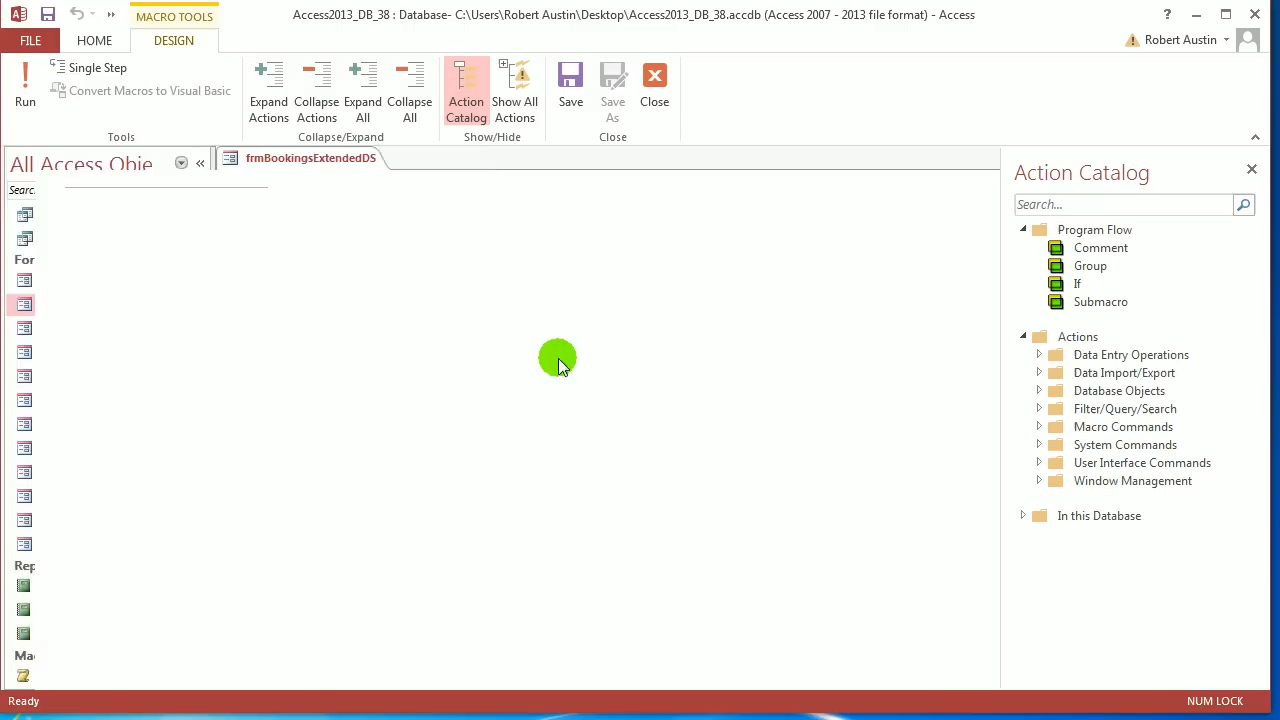 MACRO TOOLS
Access2013_DB_38 : Database- C:\Users\Robert Austin\Desktop\Access2013_DB_38.accdb (Access 2007 - 2013 file format) - Access
FILE
HOME
DESIGN
Robert Austin
Run
Single Step
Convert Macros to Visual Basic
Tools
Expand Actions
Collapse Actions
Expand All
Collapse All
Collapse/Expand
Action Catalog
Show All Actions
Show/Hide
Save
Save As
Close
Close
All Access Obje
frmBookingsExtendedDS
Searc
For
Rep
Mac
Action Catalog
Search...
Program Flow
Comment
Group
If
Submacro
Actions
Data Entry Operations
Data Import/Export
Database Objects
Filter/Query/Search
Macro Commands
System Commands
User Interface Commands
Window Management
In this Database
Ready
NUM LOCK